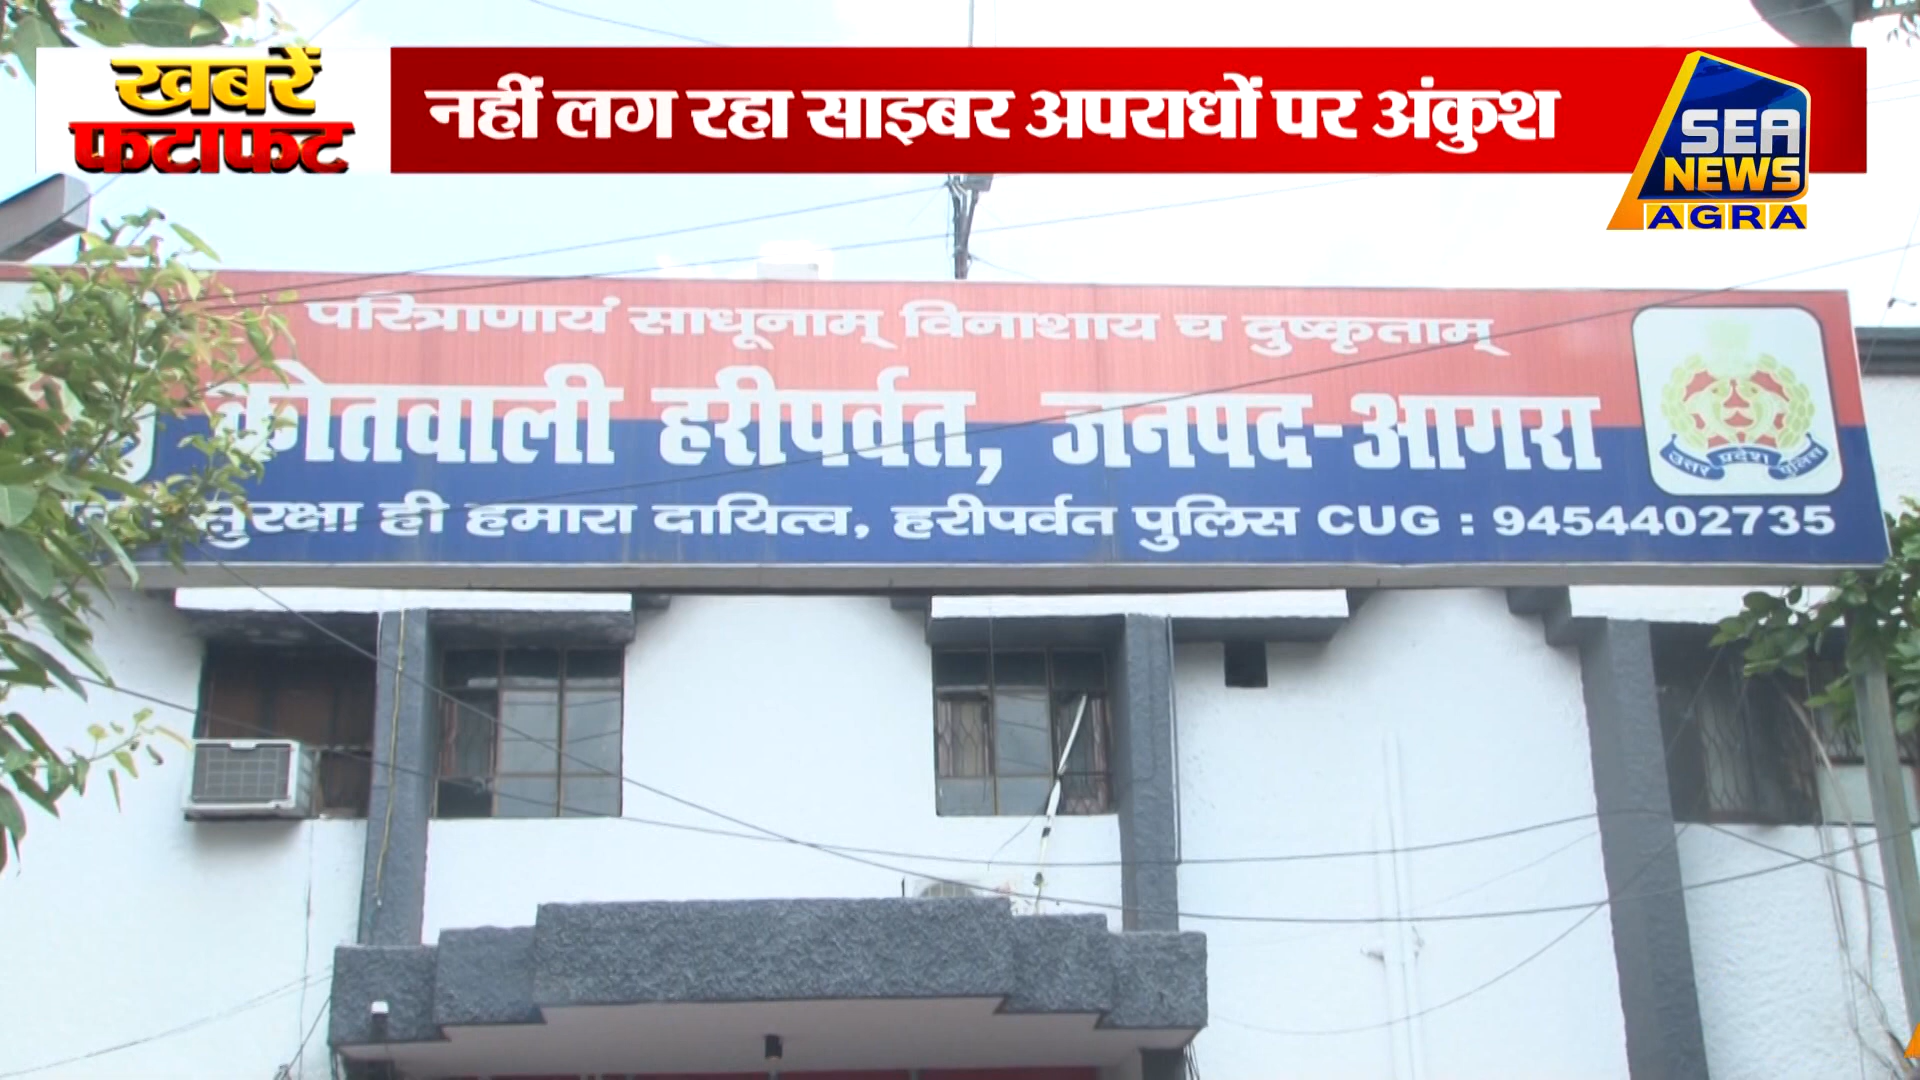 खबरें
फटाफट
नहीं लग रहा साइबर अपराधों पर अंकुश
SEA
NEWS
AGRA
परित्राणाय साधूनाम् विनाशाय च दुष्कृताम्
कोतवाली हरीपर्वत, जनपद-आगरा
सुरक्षा ही हमारा दायित्व, हरीपर्वत पुलिस CUG : 9454402735
उत्तर प्रदेश पुलिस